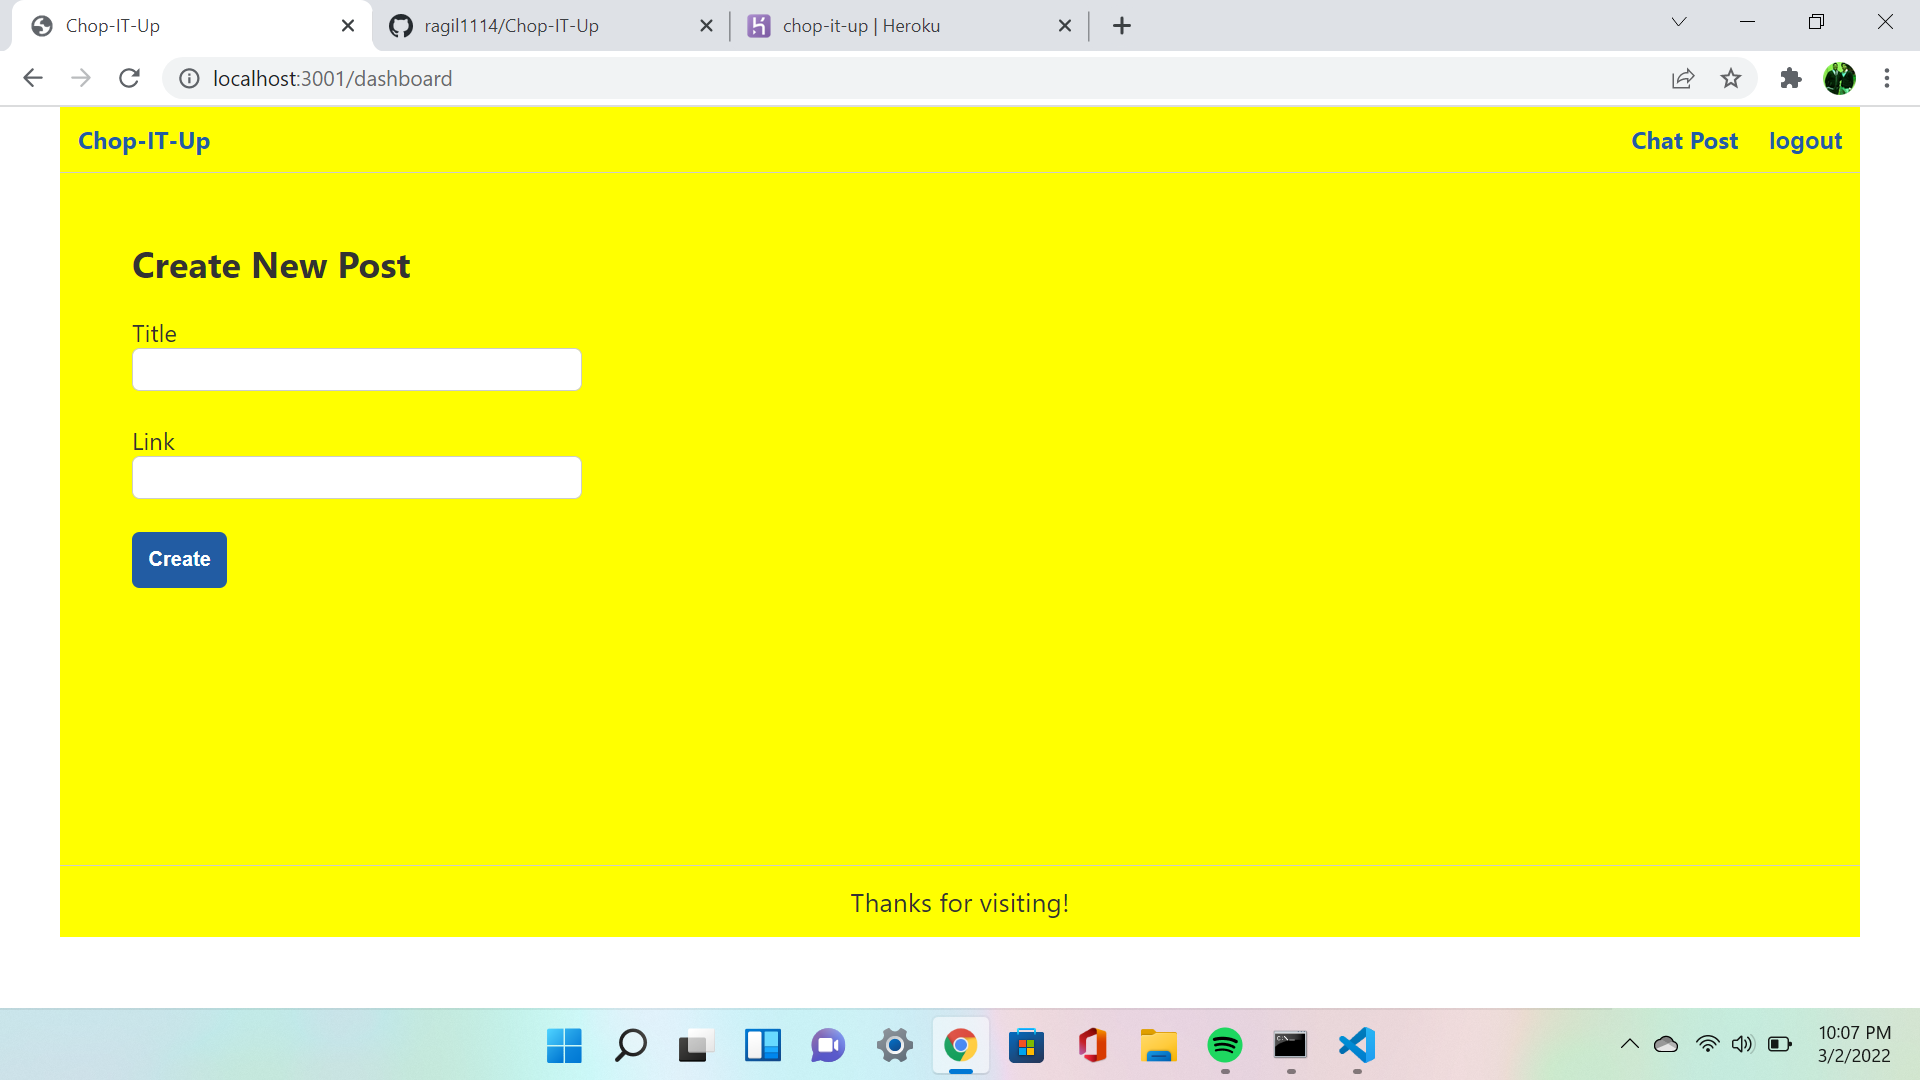 Chop-IT-Up
ragil1114/Chop-IT-Up
chop-it-up | Heroku
localhost:3001/dashboard
Chop-IT-Up
Chat Post
logout
Create New Post
Title
Link
Create
Thanks for visiting!
10:07 PM
3/2/2022